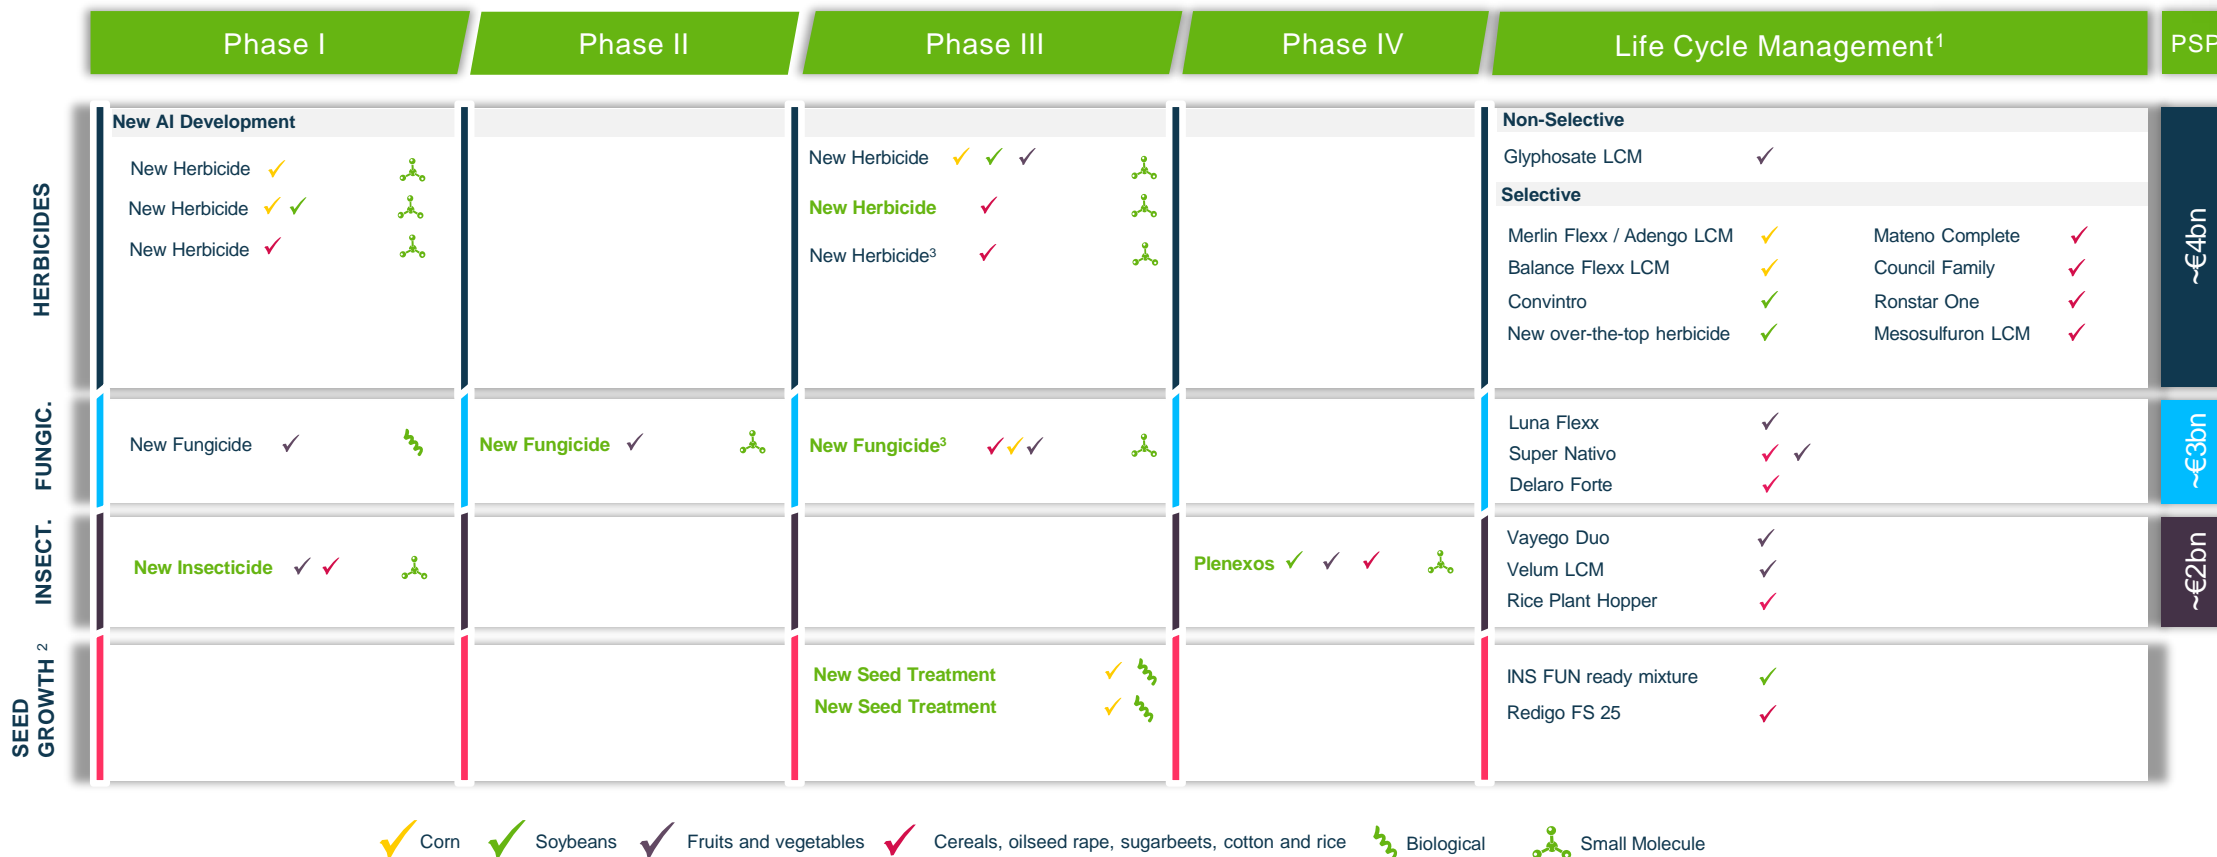 Phase I
Phase II
Phase III
Phase IV
Life Cycle Management¹
PSP
HERBICIDES
New AI Development
New Herbicide
New Herbicide
New Herbicide
New Herbicide
New Herbicide
New Herbicide³
Non-Selective
Glyphosate LCM
Selective
Merlin Flexx / Adengo LCM
Mateno Complete
Balance Flexx LCM
Council Family
Convintro
Ronstar One
New over-the-top herbicide
Mesosulfuron LCM
~€4bn
FUNGIC.
New Fungicide
New Fungicide
New Fungicide³
Luna Flexx
Super Nativo
Delaro Forte
~€3bn
INSECT.
New Insecticide
Plenexos
Vayego Duo
Velum LCM
Rice Plant Hopper
~€2bn
SEED
GROWTH ²
New Seed Treatment
New Seed Treatment
INS FUN ready mixture
Redigo FS 25
Corn
Soybeans
Fruits and vegetables
Cereals, oilseed rape, sugarbeets, cotton and rice
Biological
Small Molecule